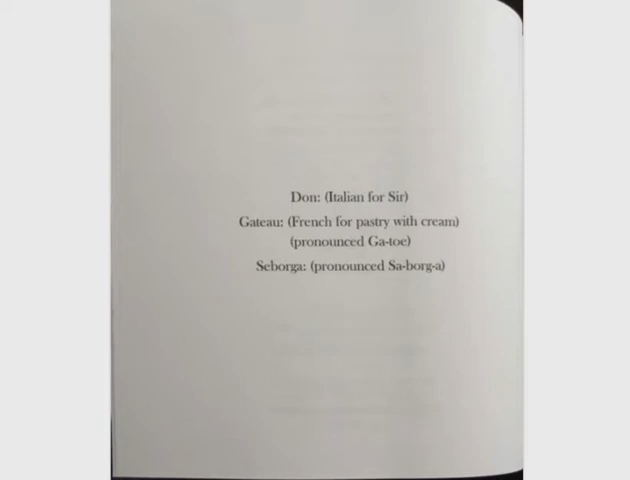 Don: (Italian for Sir)
Gateau: (French for pastry with cream)
(pronounced Ga-toe)
Seborga: (pronounced Sa-borg-a)